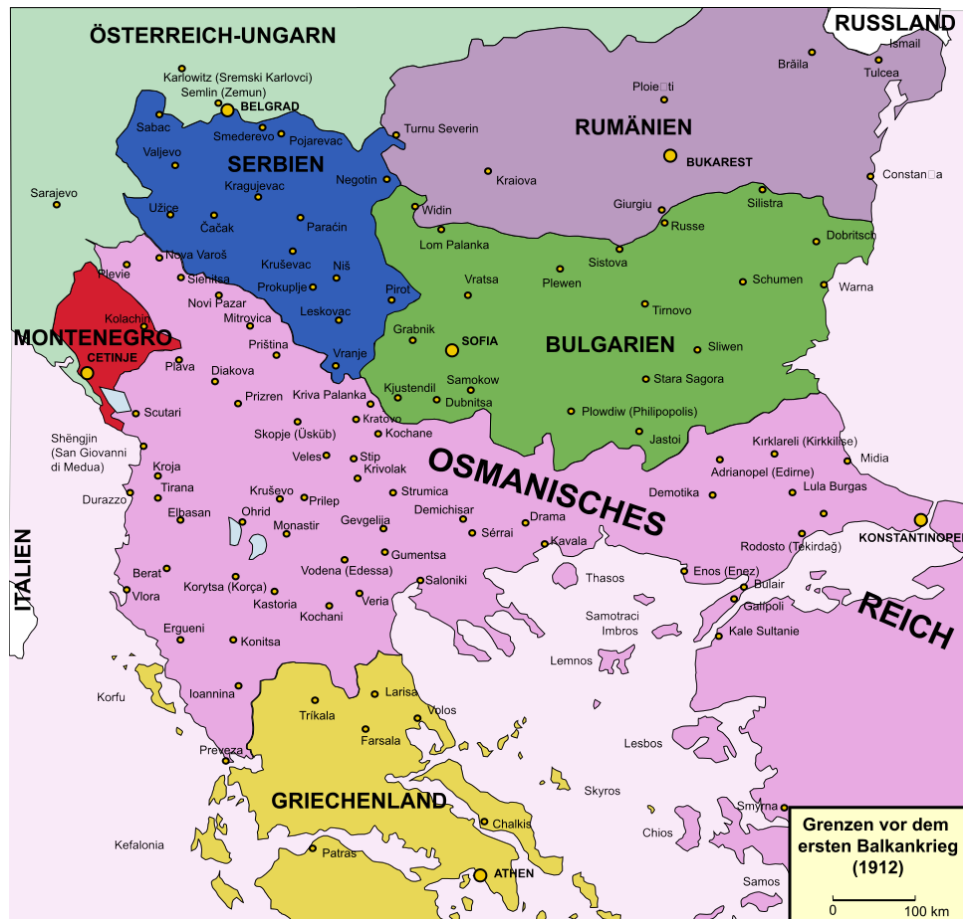 ÖSTERREICH-UNGARN
RUSSLAND
Ismail
Brăila
Tulcea
Karlowitz (Sremski Karlovci)
Semlin (Zemun)
BELGRAD
Ploie□ti
RUMÄNIEN
Sabac
Smederevo
Pojarevac
Turnu Severin
Valjevo
SERBIEN
BUKAREST
Kragujevac
Negotin
Kraiova
Constan□a
Sarajevo
Užice
Čačak
Paraćin
Widin
Giurgiu
Silistra
Russe
Lom Palanka
Dobritsch
Nova Varoš
Kruševac
Niš
Sistova
Plevie
Sienitsa
Prokuplje
Vratsa
Plewen
Schumen
Warna
Novi Pazar
Pirot
Kolachin
Mitrovica
Leskovac
Tirnovo
MONTENEGRO
Grabnik
SOFIA
BULGARIEN
Sliwen
CETINJE
Priština
Vranje
Plava
Diakova
Kriva Palanka
Kjustendil
Samokow
Dubnitsa
Stara Sagora
Prizren
Scutari
Kratovo
Plowdiw (Philipopolis)
Skopje (Üsküb)
Kochane
Jastoi
Shëngjin
(San Giovanni
di Medua)
Veles
Stip
Krivolak
OSMANISCHES
Kırklareli (Kirkkilise)
Midia
Adrianopel (Edirne)
Kroja
Tirana
Durazzo
Kruševo
Prilep
Strumica
Demotika
Lula Burgas
Elbasan
Ohrid
Monastir
Gevgelija
Demichisar
Sérrai
Drama
Kavala
KONSTANTINOPEL
Rodosto (Tekirdağ)
Gumentsa
Vodena (Edessa)
Berat
Korytsa (Korça)
Saloniki
Enos (Enez)
Thasos
Bulair
ITALIEN
Vlora
Kastoria
Veria
Kochani
Galipoli
REICH
Samotraci
Imbros
Ergueni
Konitsa
Kale Sultanie
Lemnos
Korfu
Ioannina
Larisa
Tríkala
Volos
Farsala
Lesbos
Preveza
Skyros
GRIECHENLAND
Smyrna
Chalkis
Chios
Kefalonia
Patras
ATHEN
Samos
Grenzen vor dem
ersten Balkankrieg
(1912)
0 100 km